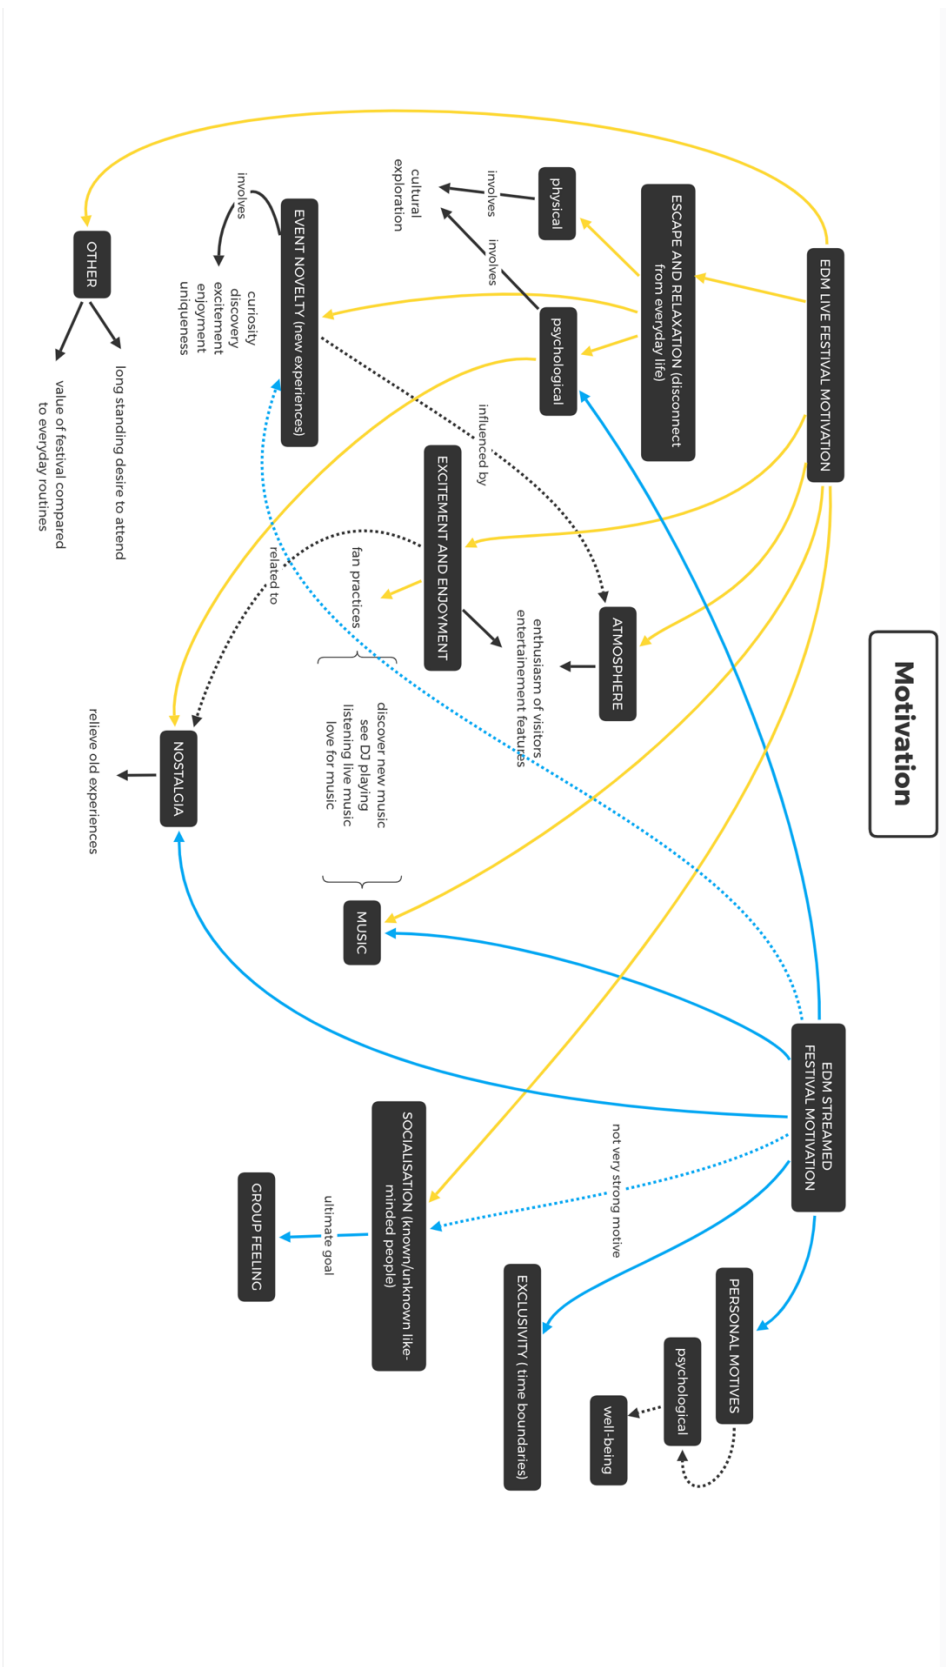 Motivation
EDM LIVE FESTIVAL MOTIVATION
EDM STREAMED
FESTIVAL MOTIVATION
ESCAPE AND RELAXATION (disconnect
from everyday life)
PERSONAL MOTIVES
psychological
well-being
physical
psychological
ATMOSPHERE
not very strong motive
involves
involves
influenced by
enthusiasm of visitors
entertainement features
EXCLUSIVITY ( time boundaries)
cultural
exploration
EXCITEMENT AND ENJOYMENT
SOCIALISATION (known/unknown like-
minded people)
EVENT NOVELTY (new experiences)
fan practices
discover new music
see DJ playing
listening live music
love for music
MUSIC
ultimate goal
involves
curiosity
discovery
excitement
enjoyment
uniqueness
related to
GROUP FEELING
NOSTALGIA
OTHER
long standing desire to attend
relieve old experiences
value of festival compared
to everyday routines